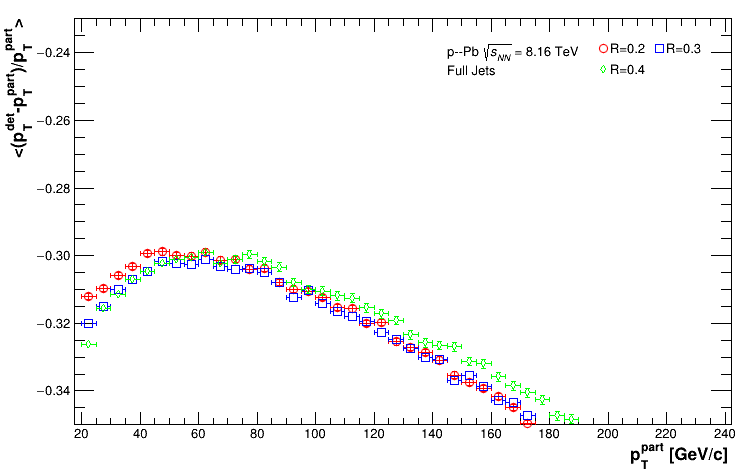 <(p_T^det-p_T^part)/p_T^part>
p--Pb √s_NN = 8.16 TeV
Full Jets
R=0.2 R=0.3
R=0.4
−0.24
−0.26
−0.28
−0.30
−0.32
−0.34
20 40 60 80 100 120 140 160 180 200 220 240
p_T^part [GeV/c]